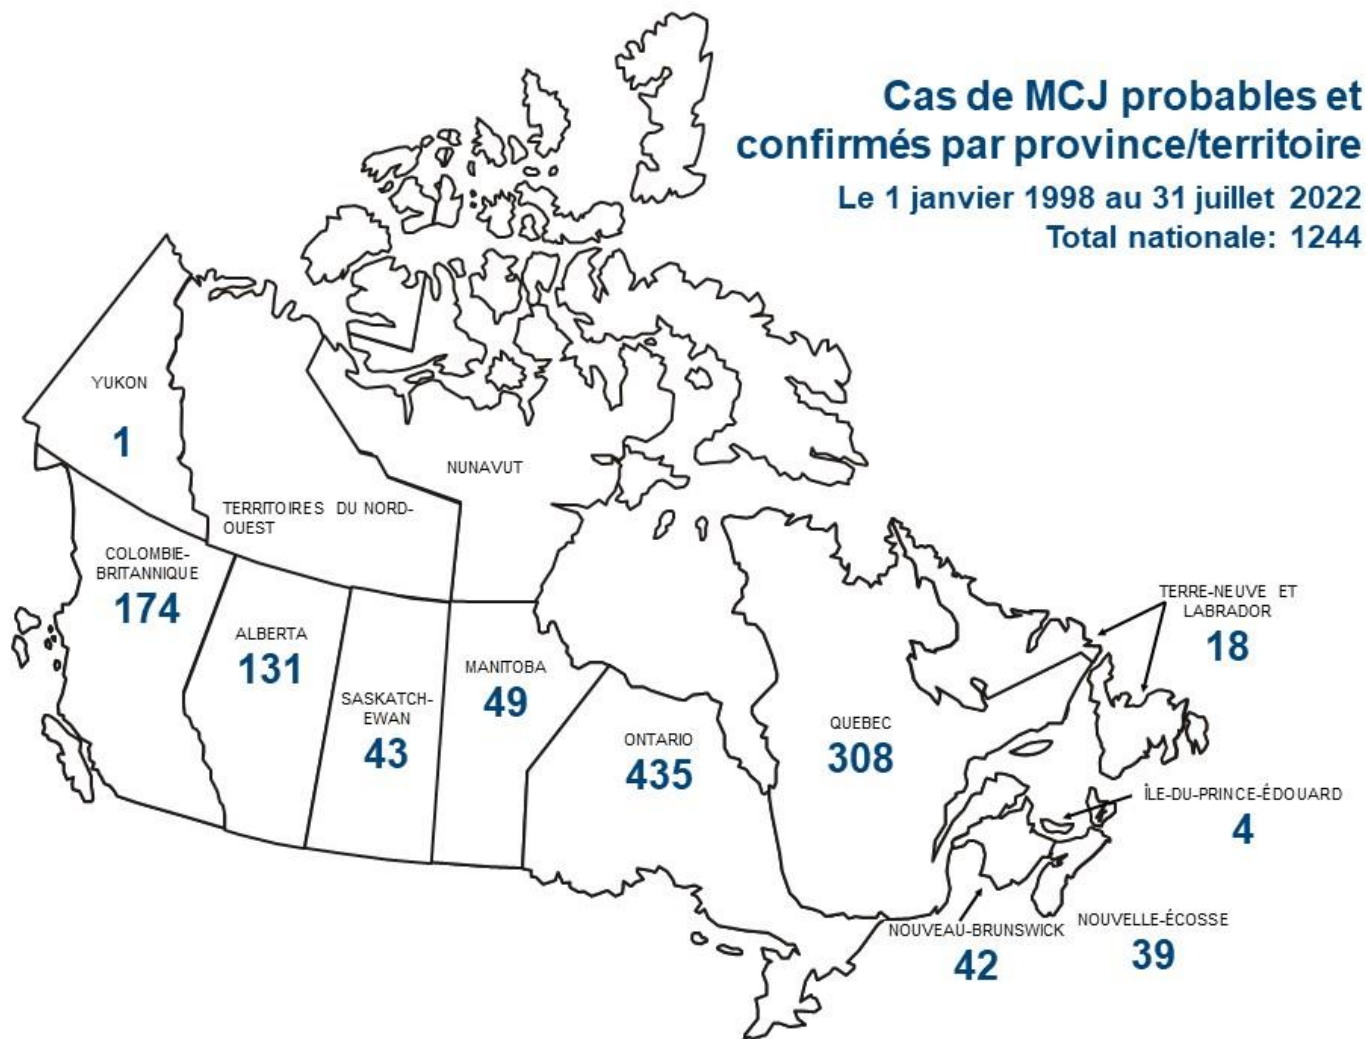 Cas de MCJ probables et
confirmés par province/territoire
Le 1 janvier 1998 au 31 juillet 2022
Total nationale: 1244
YUKON
1
NUNAVUT
TERRITOIRES DU NORD-
OUEST
COLOMBIE-
BRITANNIQUE
174
ALBERTA
131
SASKATCH-
EWAN
43
MANITOBA
49
ONTARIO
435
QUEBEC
308
TERRE-NEUVE ET
LABRADOR
18
ÎLE-DU-PRINCE-ÉDOUARD
4
NOUVEAU-BRUNSWICK
42
NOUVELLE-ÉCOSSE
39